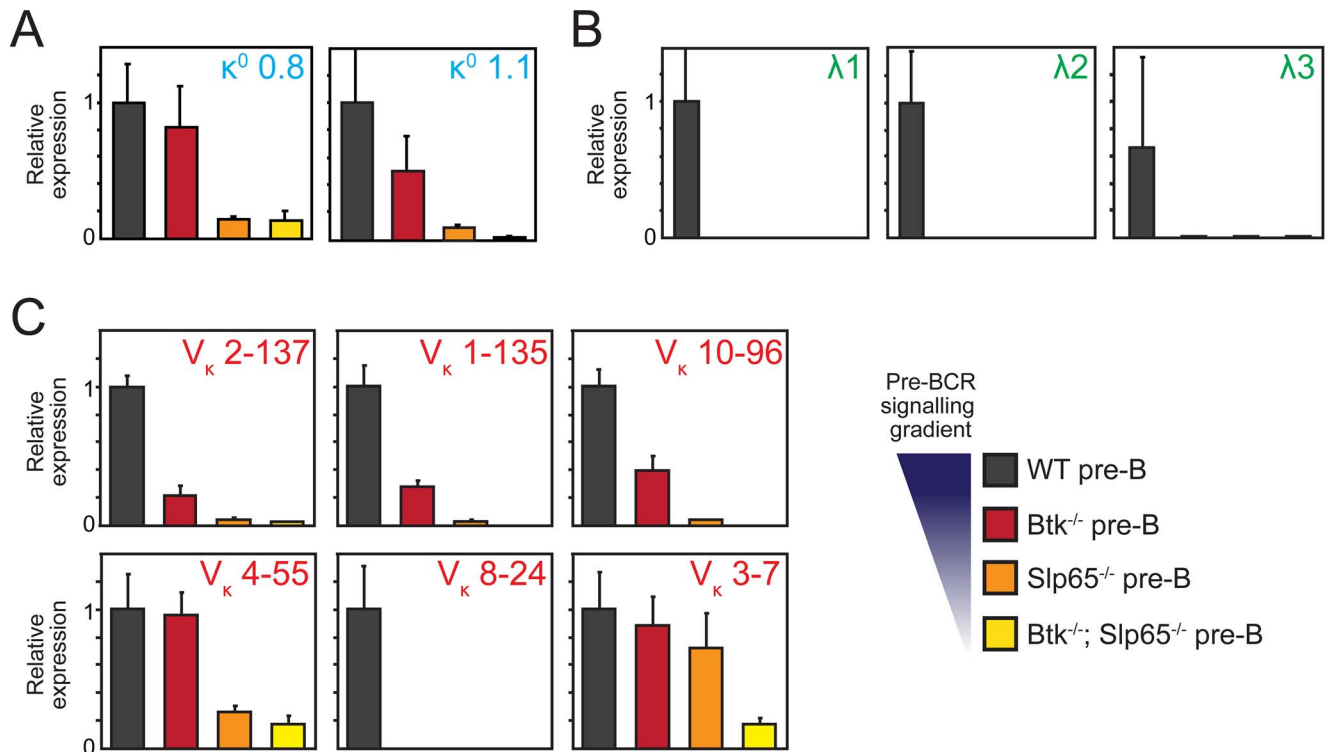 A
B
Relative
expression
1
0
κ⁰ 0.8
κ⁰ 1.1
Relative
expression
1
0
λ1
λ2
λ3
C
Relative
expression
1
0
Vκ 2-137
Vκ 1-135
Vκ 10-96
Relative
expression
1
0
Vκ 4-55
Vκ 8-24
Vκ 3-7
Pre-BCR
signalling
gradient
WT pre-B
Btk-/- pre-B
Slp65-/- pre-B
Btk-/-; Slp65-/- pre-B